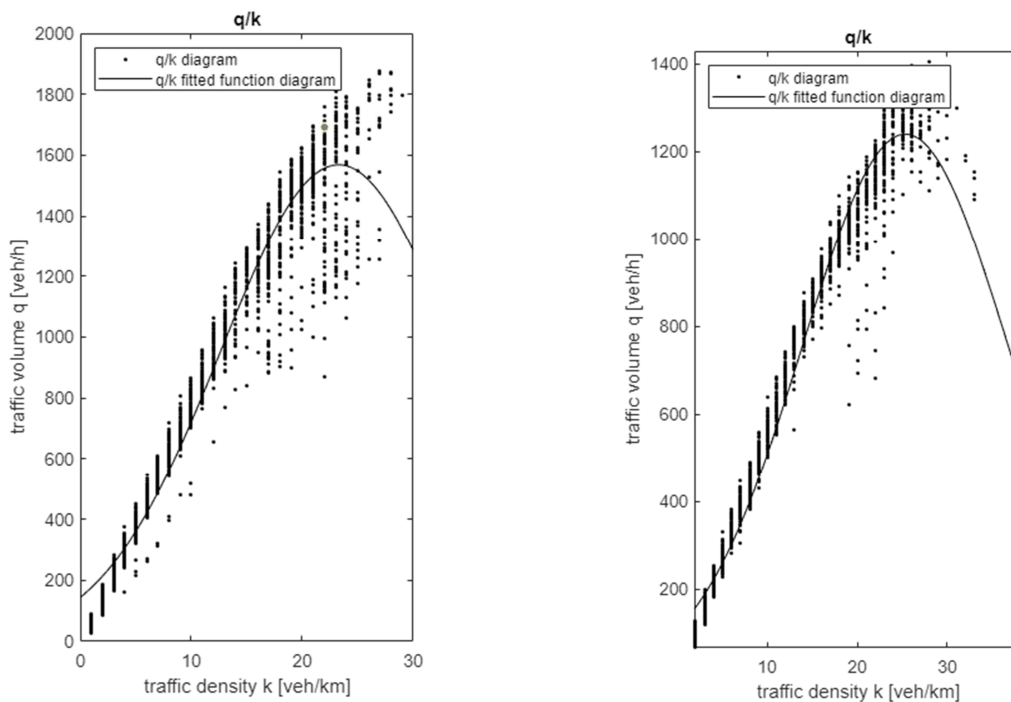 q/k
q/k diagram
q/k fitted function diagram
2000
1800
1600
1400
1200
1000
800
600
400
200
0
traffic volume q [veh/h]
0 10 20 30
traffic density k [veh/km]
q/k
q/k diagram
q/k fitted function diagram
1400
1200
1000
800
600
400
200
traffic volume q [veh/h]
10 20 30
traffic density k [veh/km]